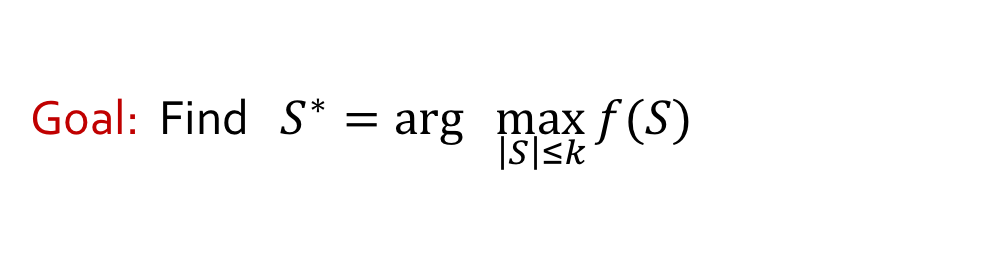 Goal: Find S* = arg max f(S)
|S|≤k